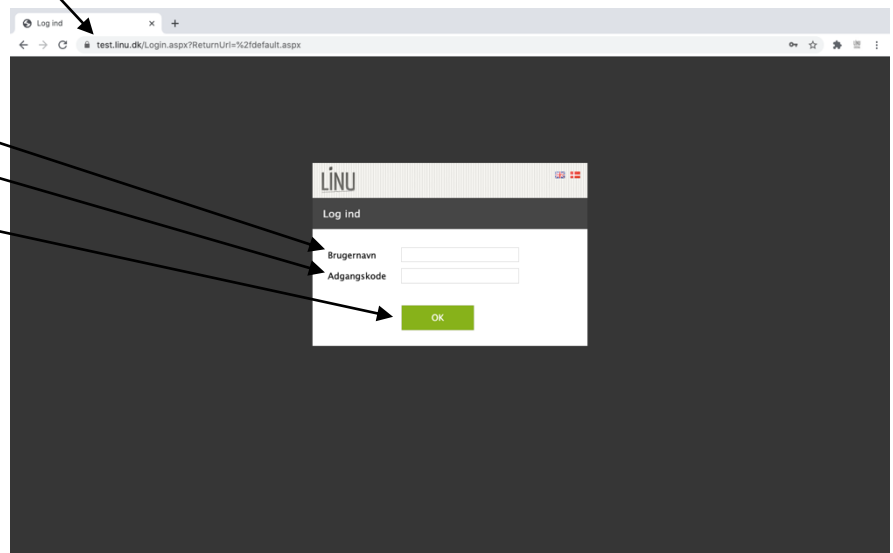 Log ind
test.linu.dk/Login.aspx?ReturnUrl=%2fdefault.aspx
LINU
Log ind
Brugernavn
Adgangskode
OK